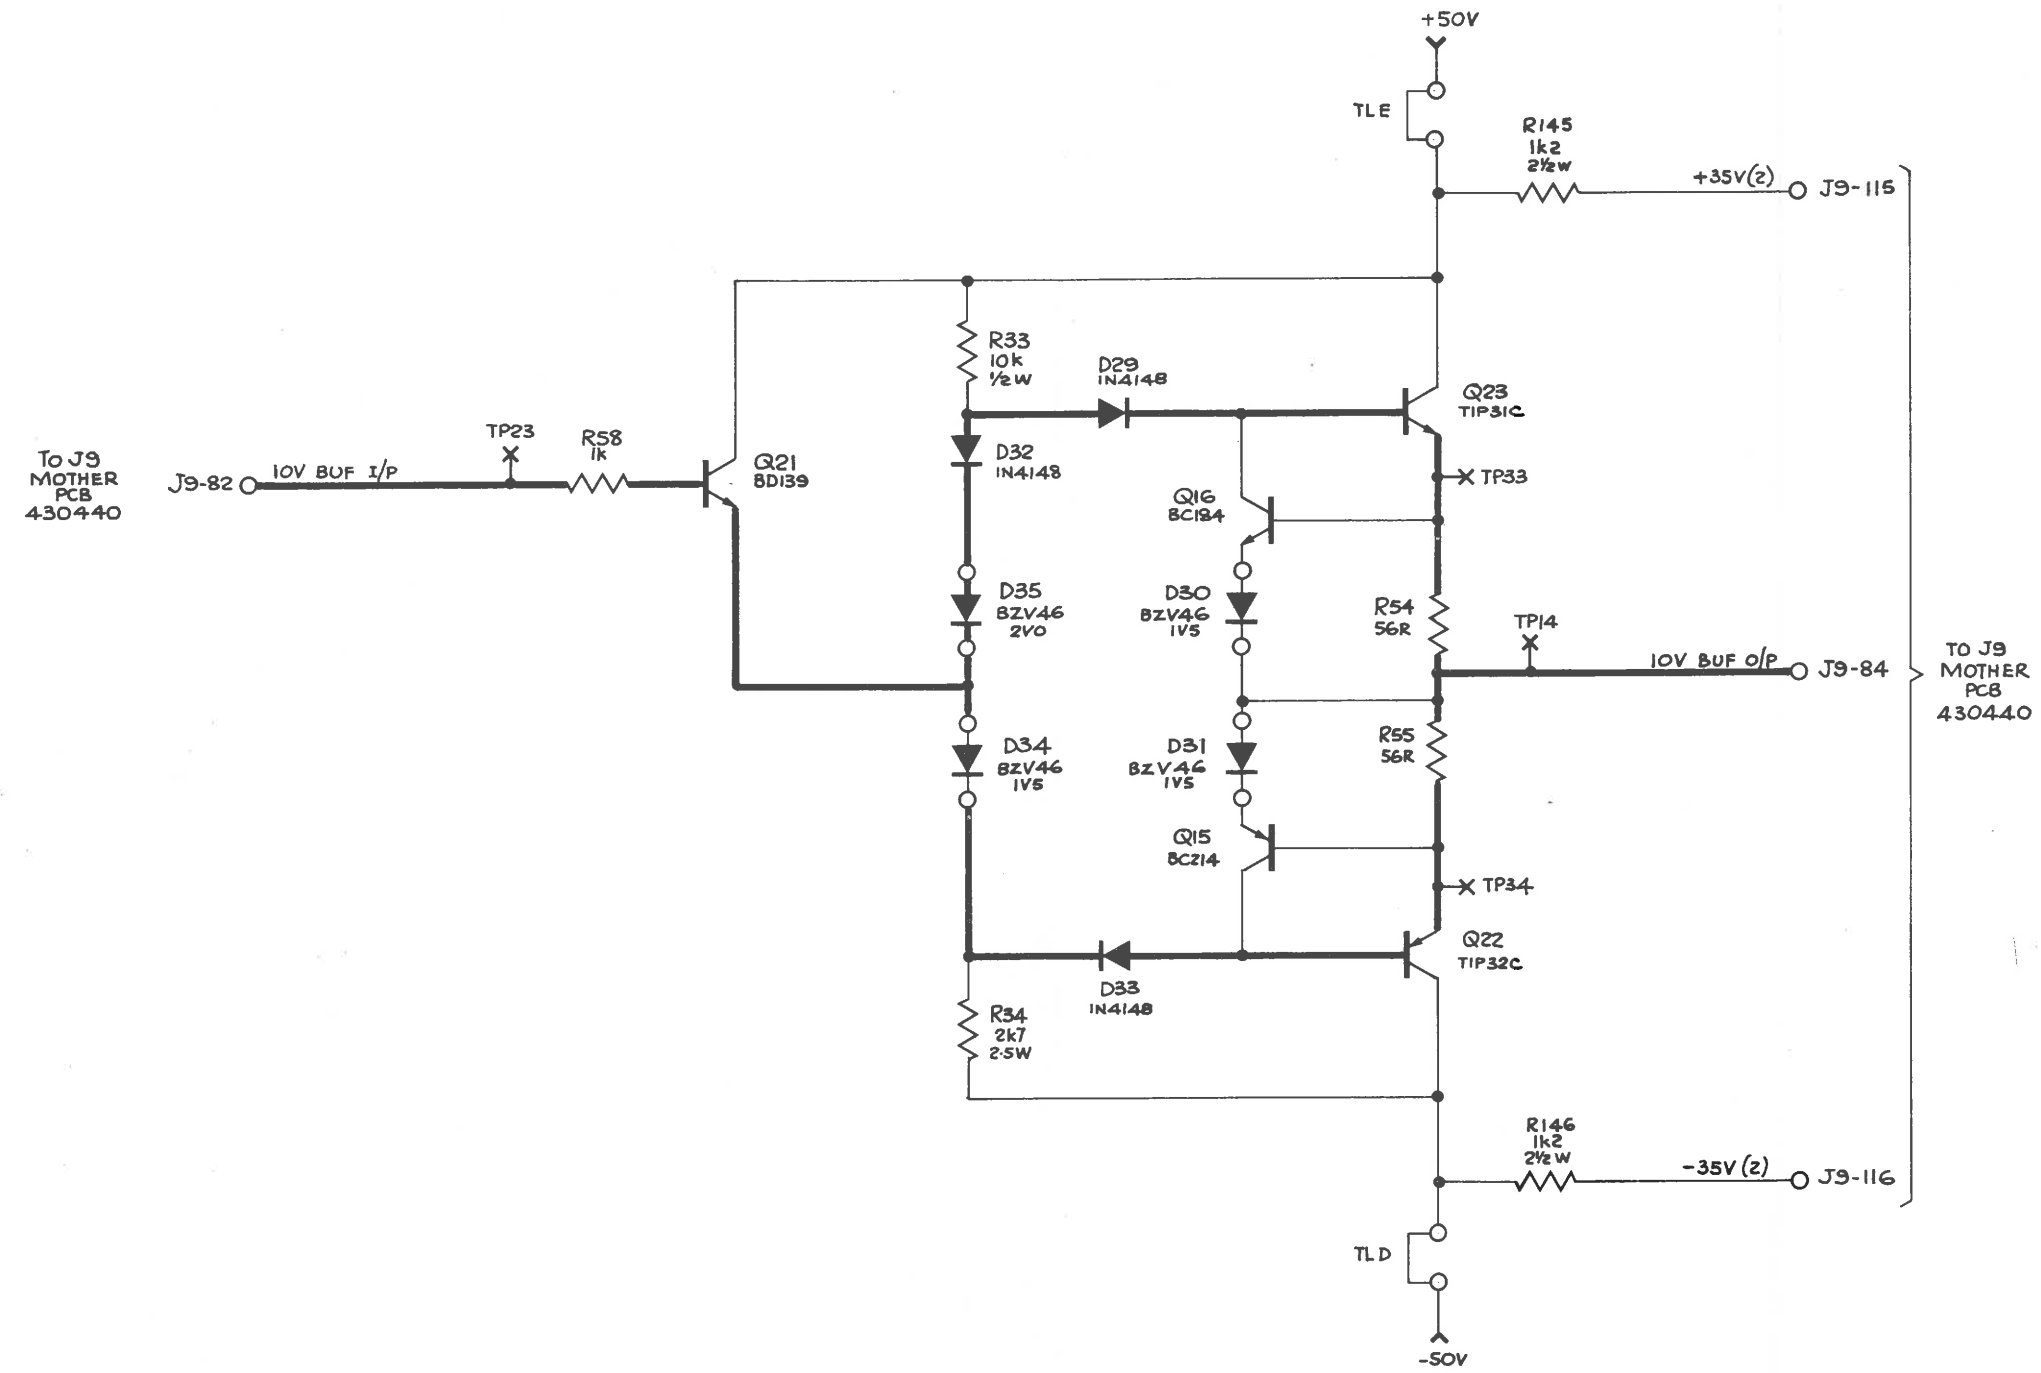 +50V
TLE
R145
1k2
2½W
+35V(2)
J9-115
R33
10k
½W
D29
1N4148
Q23
TIP31C
TO J9
MOTHER
PCB
430440
J9-82
10V BUF I/P
TP23
R58
1k
Q21
BD139
D32
1N4148
TP33
Q16
BC184
D35
BZV46
2V0
D30
BZV46
1V5
R54
56R
TP14
10V BUF O/P
J9-84
TO J9
MOTHER
PCB
430440
D34
BZV46
1V5
D31
BZV46
1V5
R55
56R
Q15
BC214
TP34
Q22
TIP32C
D33
1N4148
R34
2k7
2.5W
R146
1k2
2½W
-35V(2)
J9-116
TLD
-50V